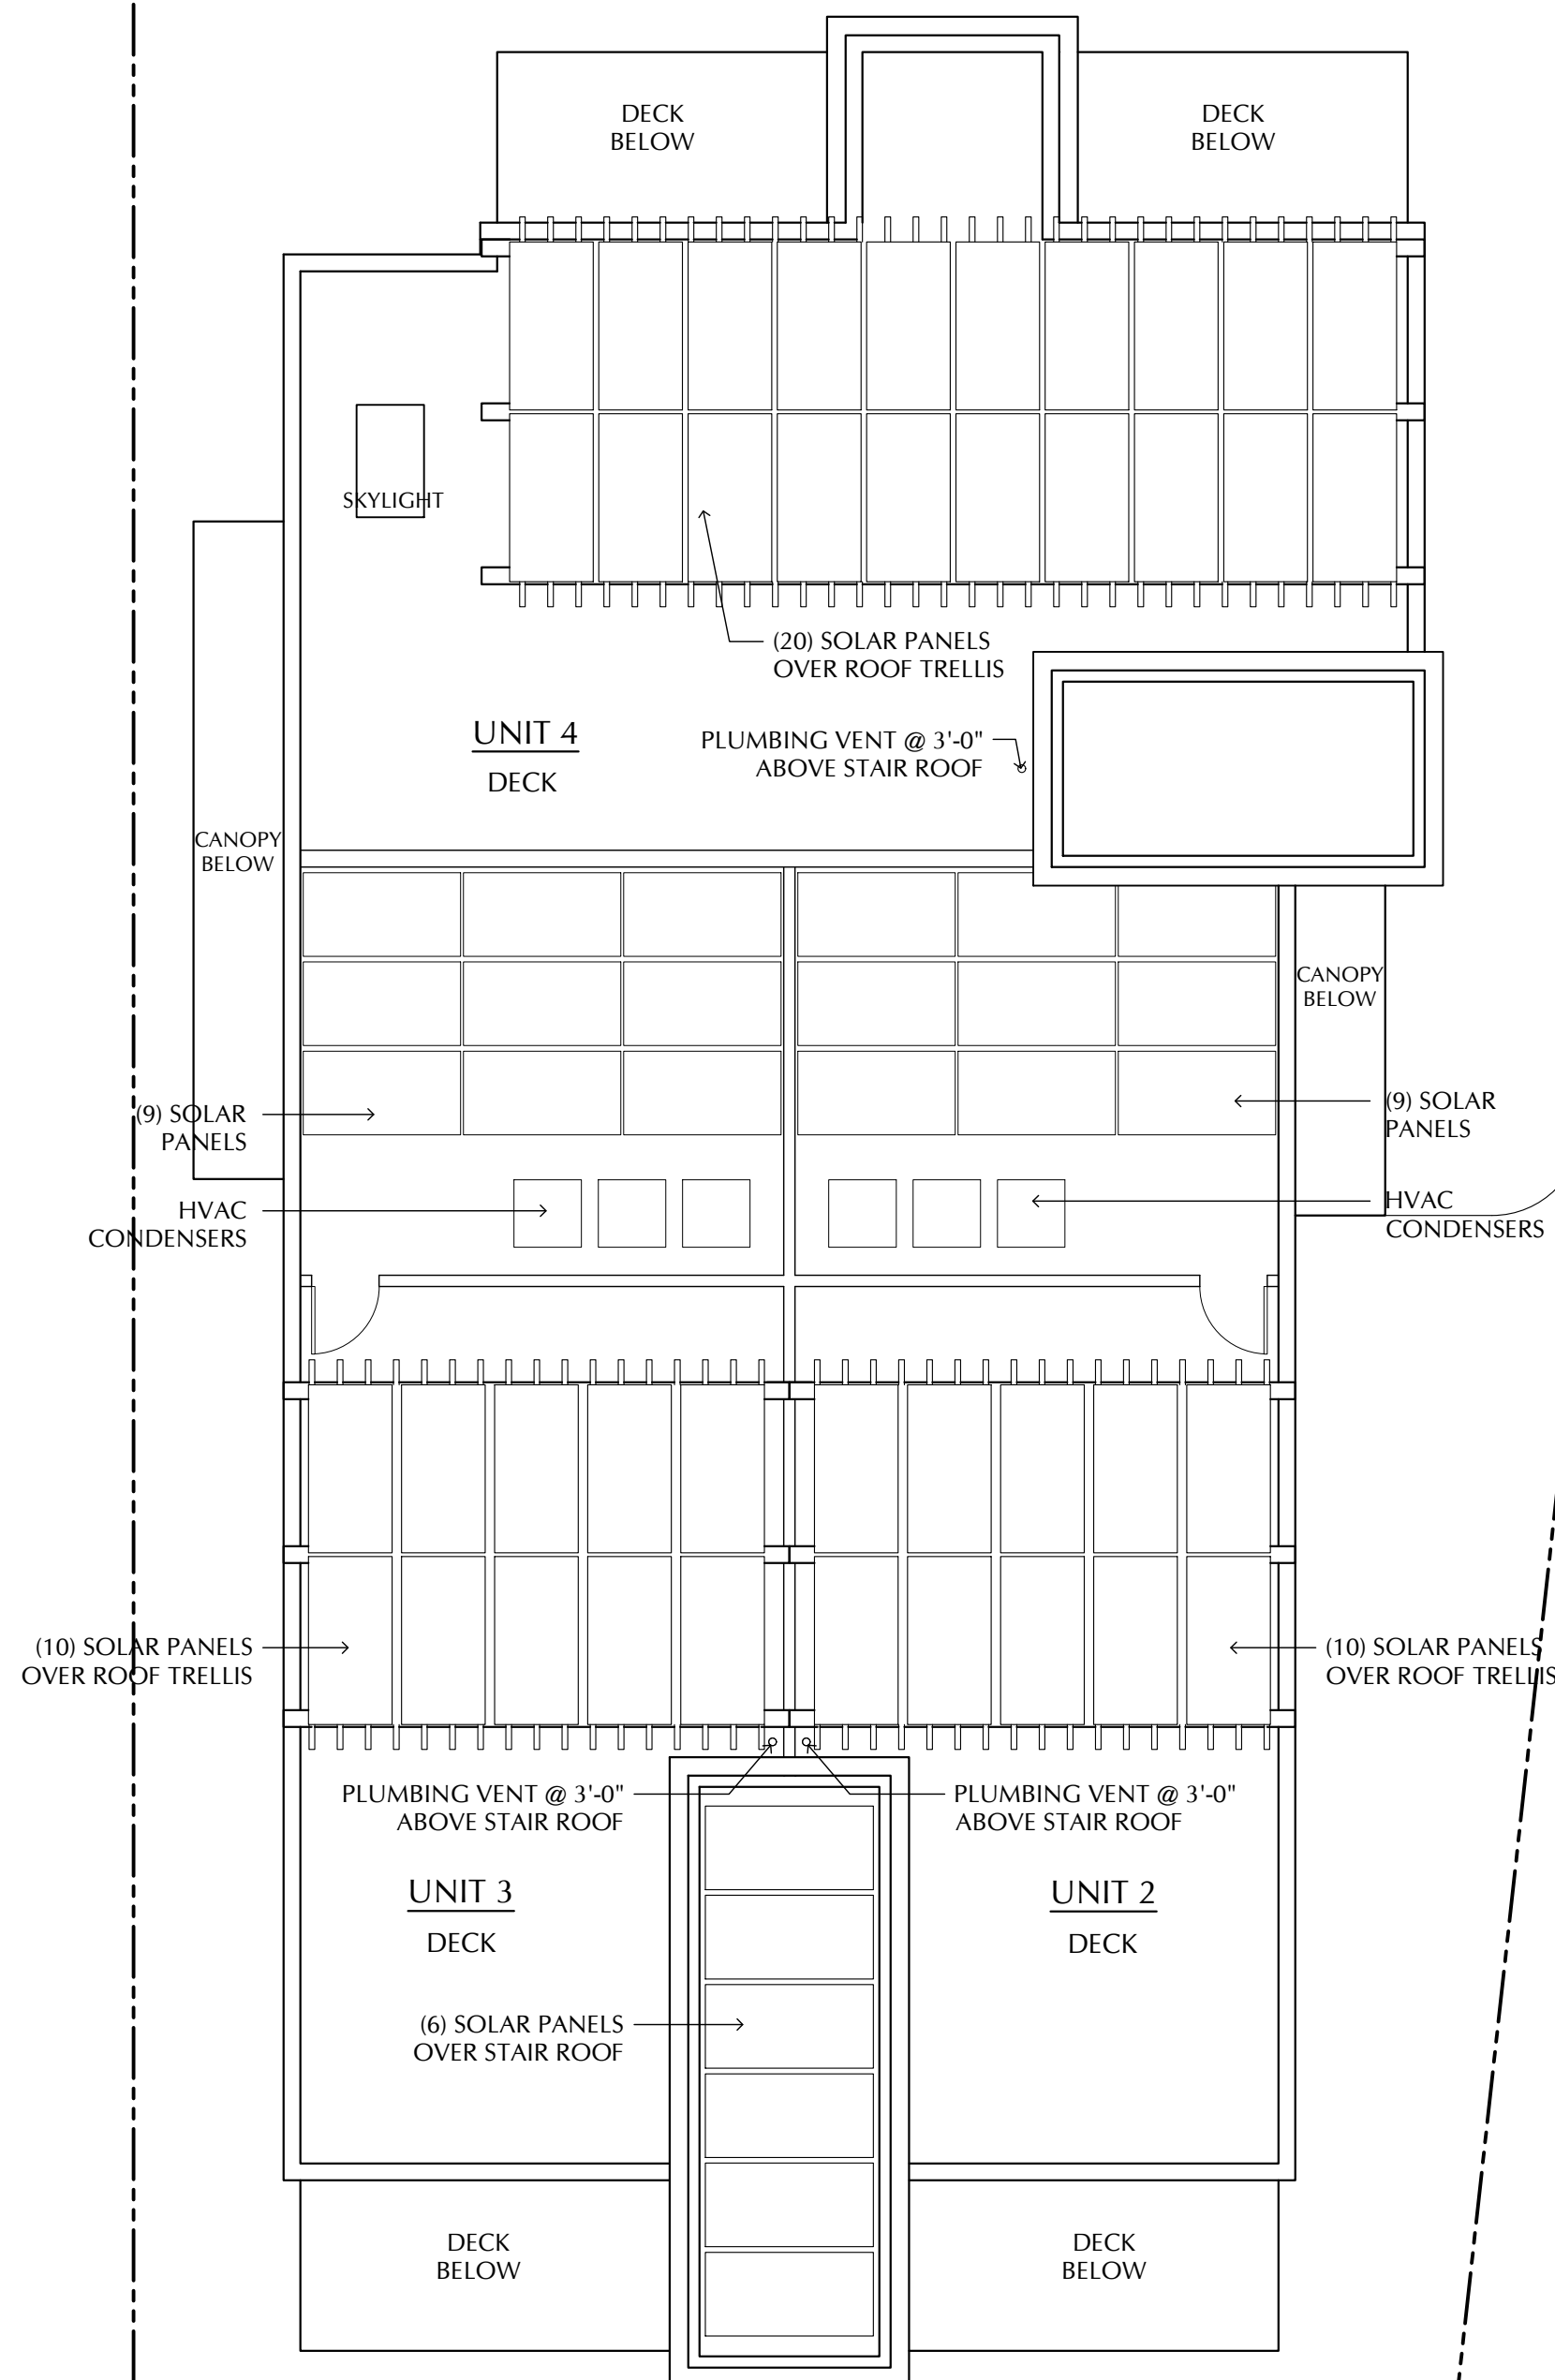 DECK
BELOW
DECK
BELOW
SKYLIGHT
(20) SOLAR PANELS
OVER ROOF TRELLIS
UNIT 4
DECK
PLUMBING VENT @ 3'-0"
ABOVE STAIR ROOF
CANOPY
BELOW
CANOPY
BELOW
(9) SOLAR
PANELS
(9) SOLAR
PANELS
HVAC
CONDENSERS
HVAC
CONDENSERS
(10) SOLAR PANELS
OVER ROOF TRELLIS
(10) SOLAR PANELS
OVER ROOF TRELLIS
PLUMBING VENT @ 3'-0"
ABOVE STAIR ROOF
PLUMBING VENT @ 3'-0"
ABOVE STAIR ROOF
UNIT 3
DECK
UNIT 2
DECK
(6) SOLAR PANELS
OVER STAIR ROOF
DECK
BELOW
DECK
BELOW